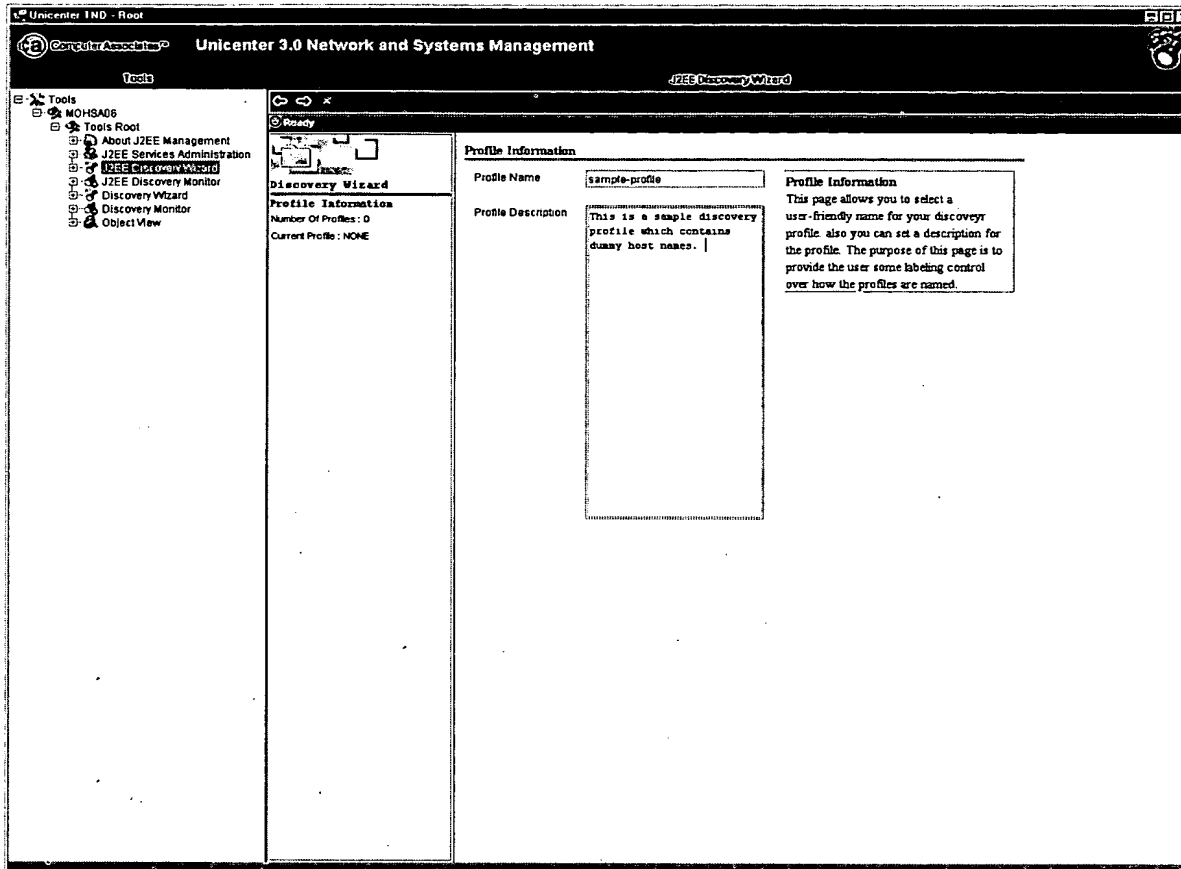 Unicenter TND - Root
ca Computer Associates™ Unicenter 3.0 Network and Systems Management
Tools
J2EE Discovery Wizard
Tools
MOHSA06
Tools Root
About J2EE Management
J2EE Services Administration
J2EE Discovery Wizard
J2EE Discovery Monitor
Discovery Wizard
Discovery Monitor
Object View
Ready
Discovery Wizard
Profile Information
Number Of Profiles : 0
Current Profile : NONE
Profile Information
Profile Name
sample-profile
Profile Description
This is a sample discovery
profile which contains
dummy host names.
Profile Information
This page allows you to select a
user-friendly name for your discoveyr
profile. also you can set a description for
the profile. The purpose of this page is to
provide the user some labeling control
over how the profiles are named.